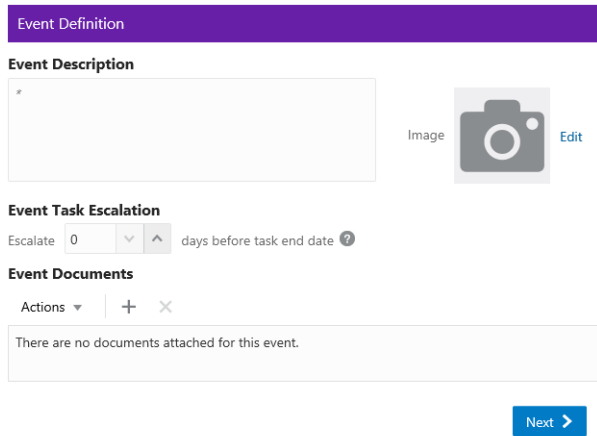 Event Definition
Event Description
*
Image Edit
Event Task Escalation
Escalate 0 days before task end date ?
Event Documents
Actions
There are no documents attached for this event.
Next